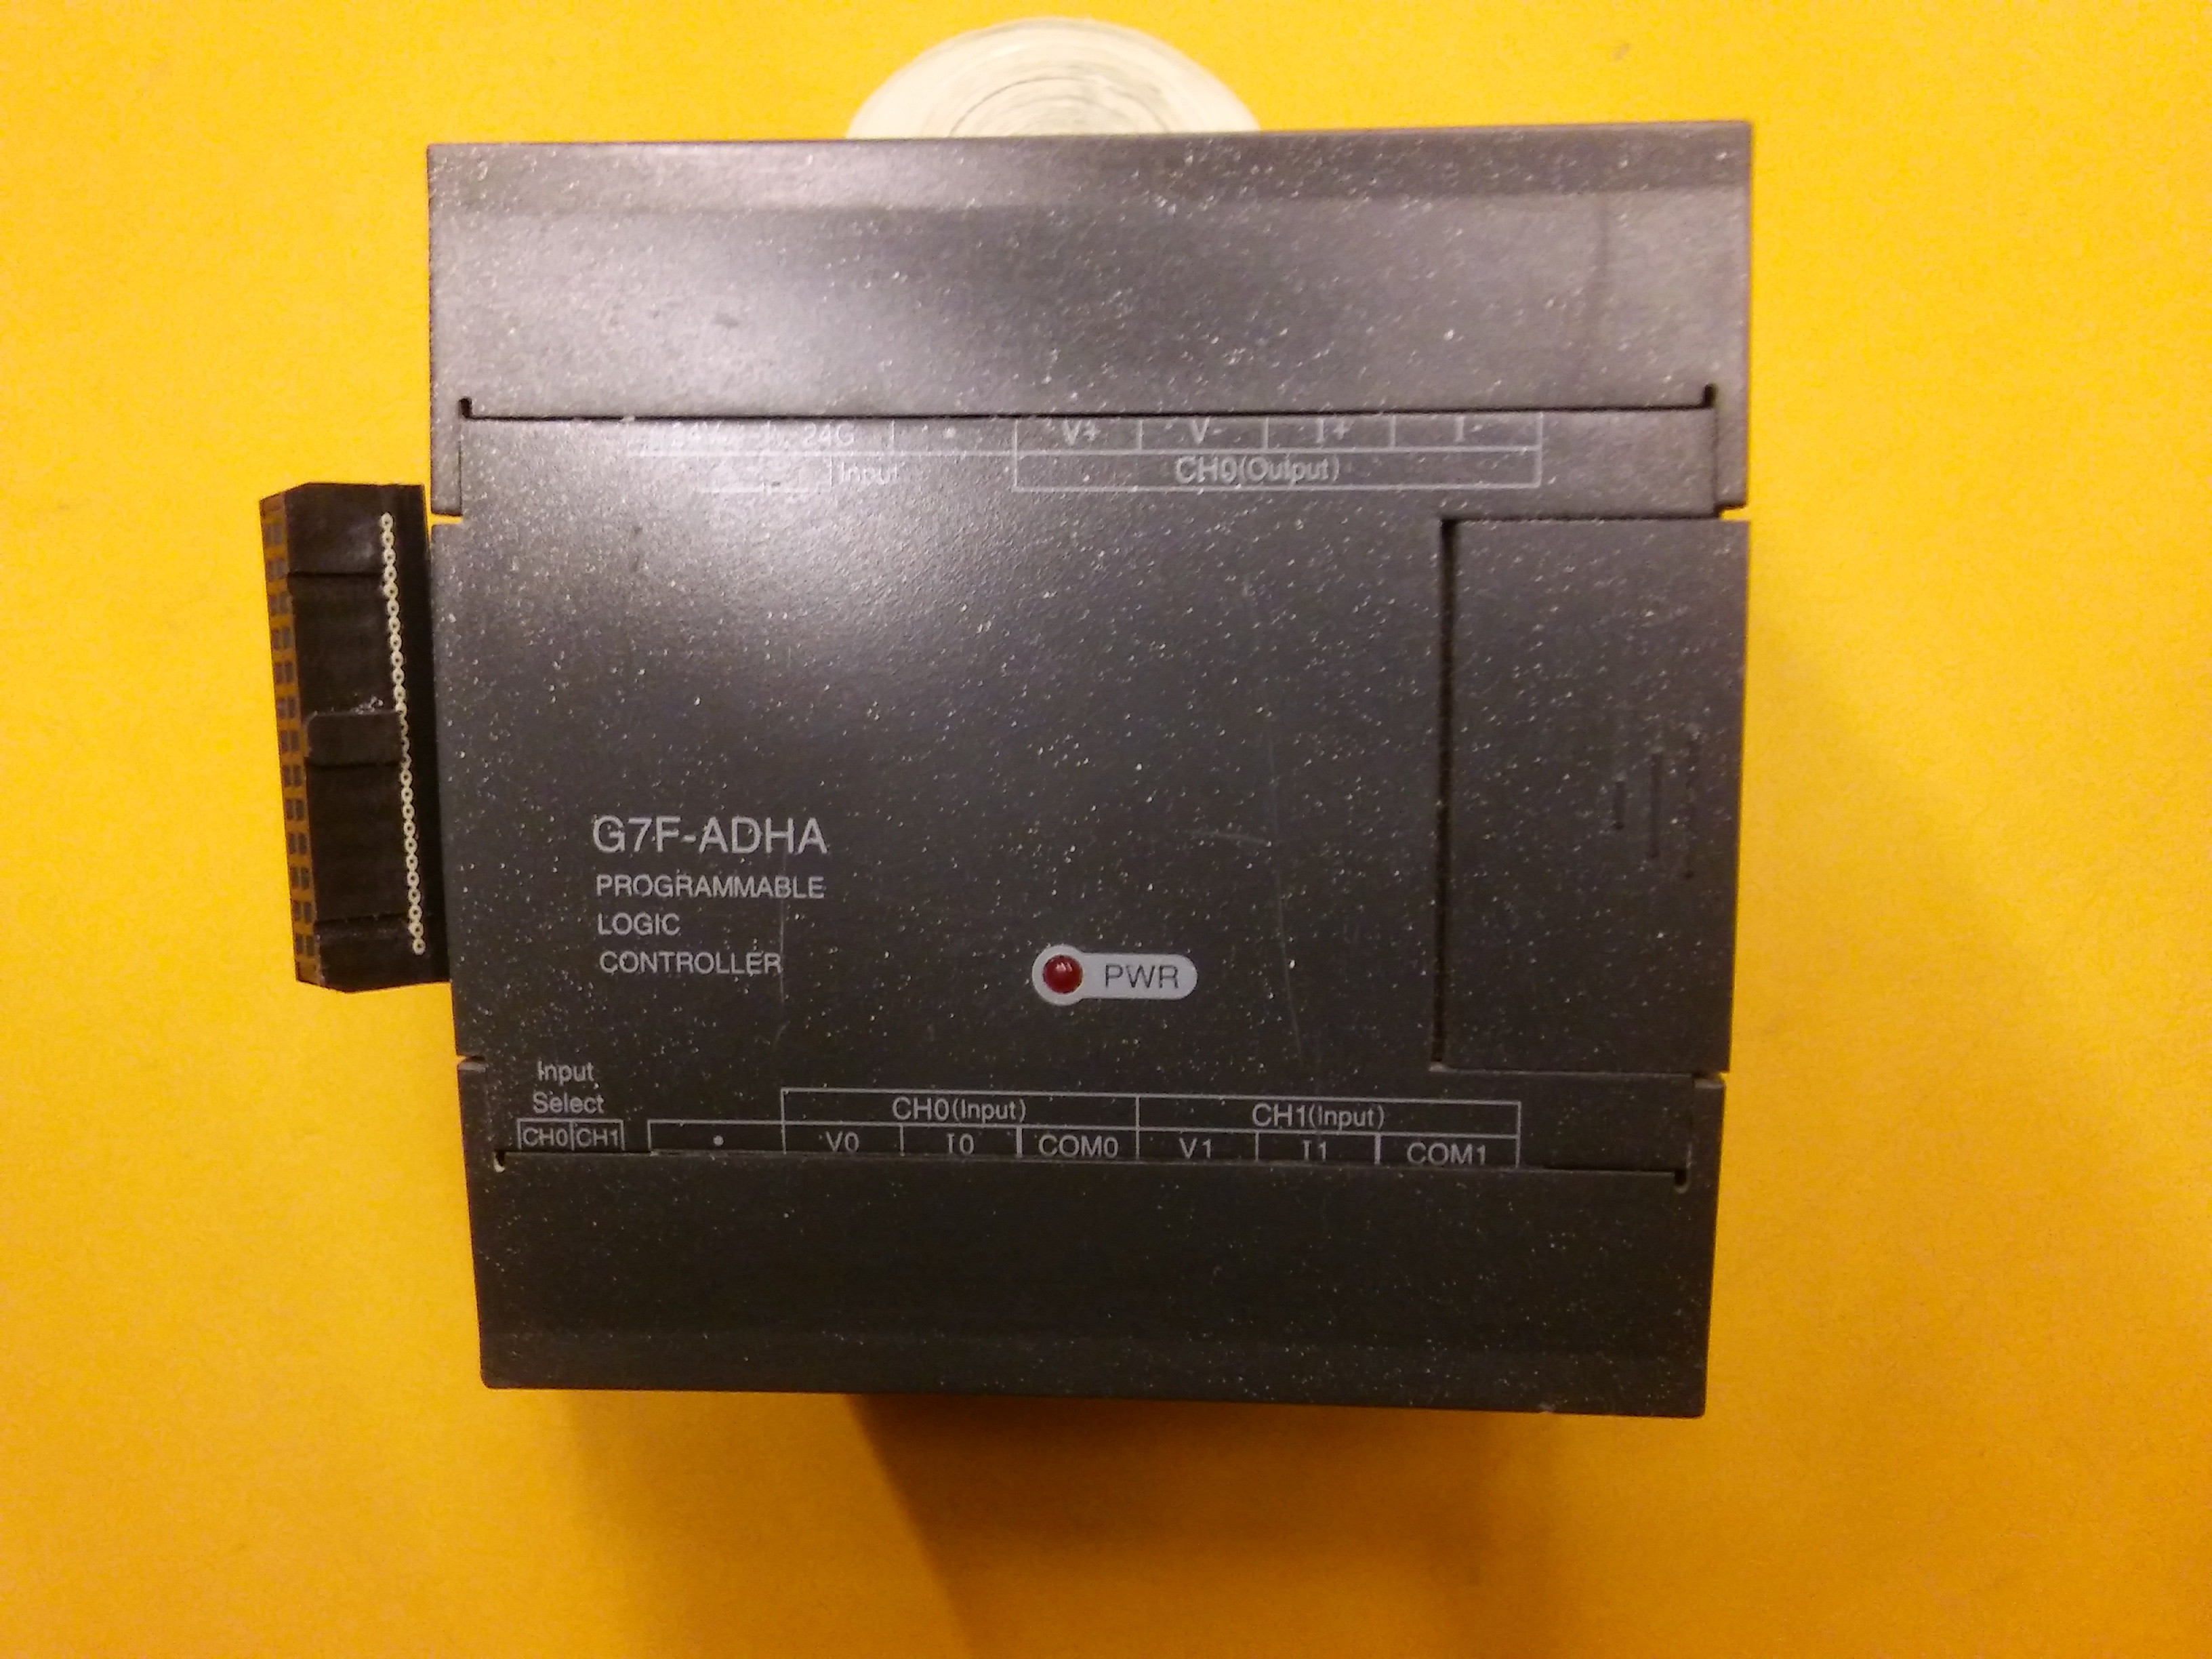 24G • V+ V- I+ I-
Input CH0(Output)
G7F-ADHA
PROGRAMMABLE
LOGIC
CONTROLLER
PWR
Input
Select
CH0 CH1
CH0(Input) CH1(Input)
• V0 I0 COM0 V1 I1 COM1